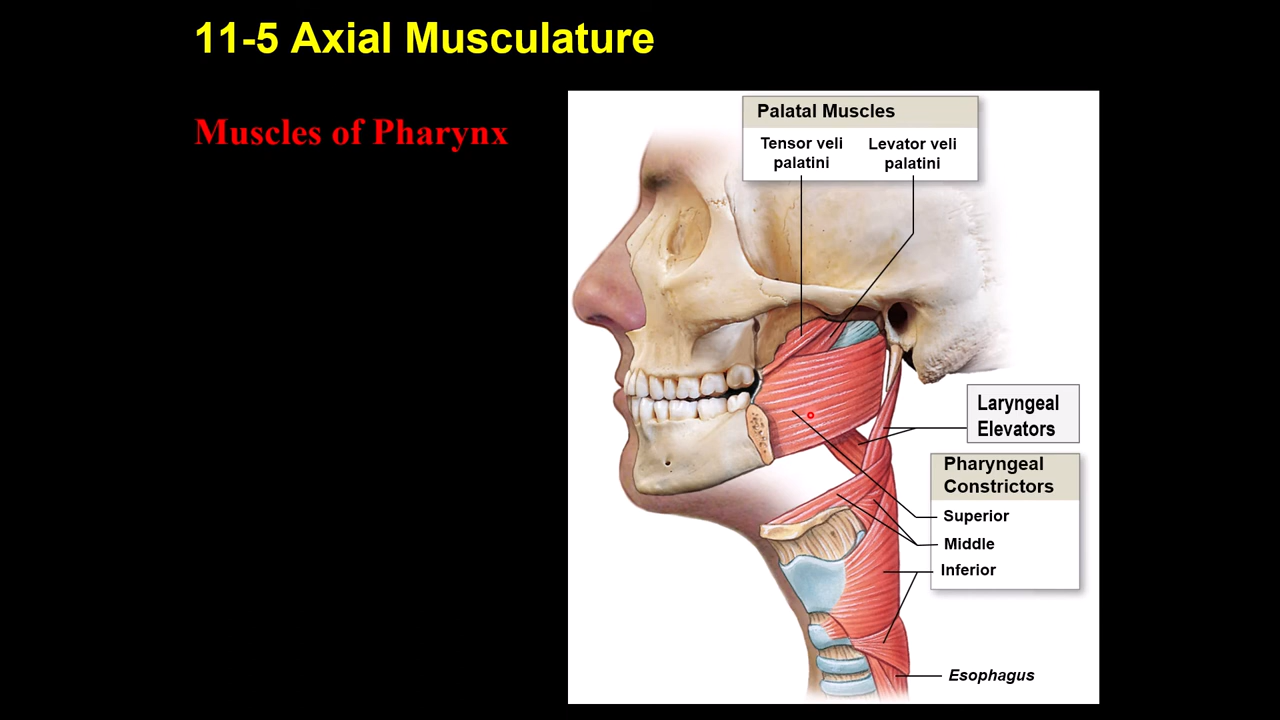 11-5 Axial Musculature
Muscles of Pharynx
Palatal Muscles
Tensor veli
palatini
Levator veli
palatini
Laryngeal
Elevators
Pharyngeal
Constrictors
Superior
Middle
Inferior
Esophagus